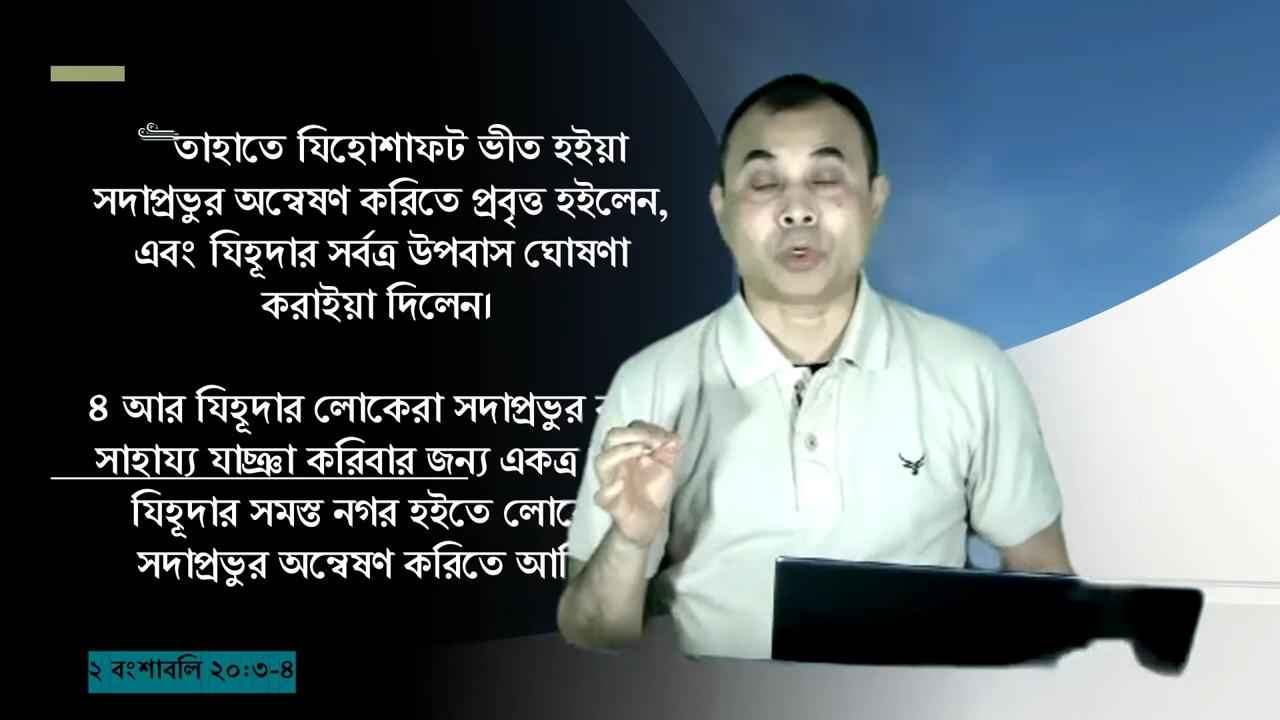 তাহাতে যিহোশাফট ভীত হইয়া
সদাপ্রভুর অন্বেষণ করিতে প্রবৃত্ত হইলেন,
এবং যিহূদার সর্বত্র উপবাস ঘোষণা
করাইয়া দিলেন।
৪ আর যিহূদার লোকেরা সদাপ্রভুর
সাহায্য যাচ্ঞা করিবার জন্য একত্র
যিহূদার সমস্ত নগর হইতে
সদাপ্রভুর অন্বেষণ করিতে
২ বংশাবলি ২০:৩-৪